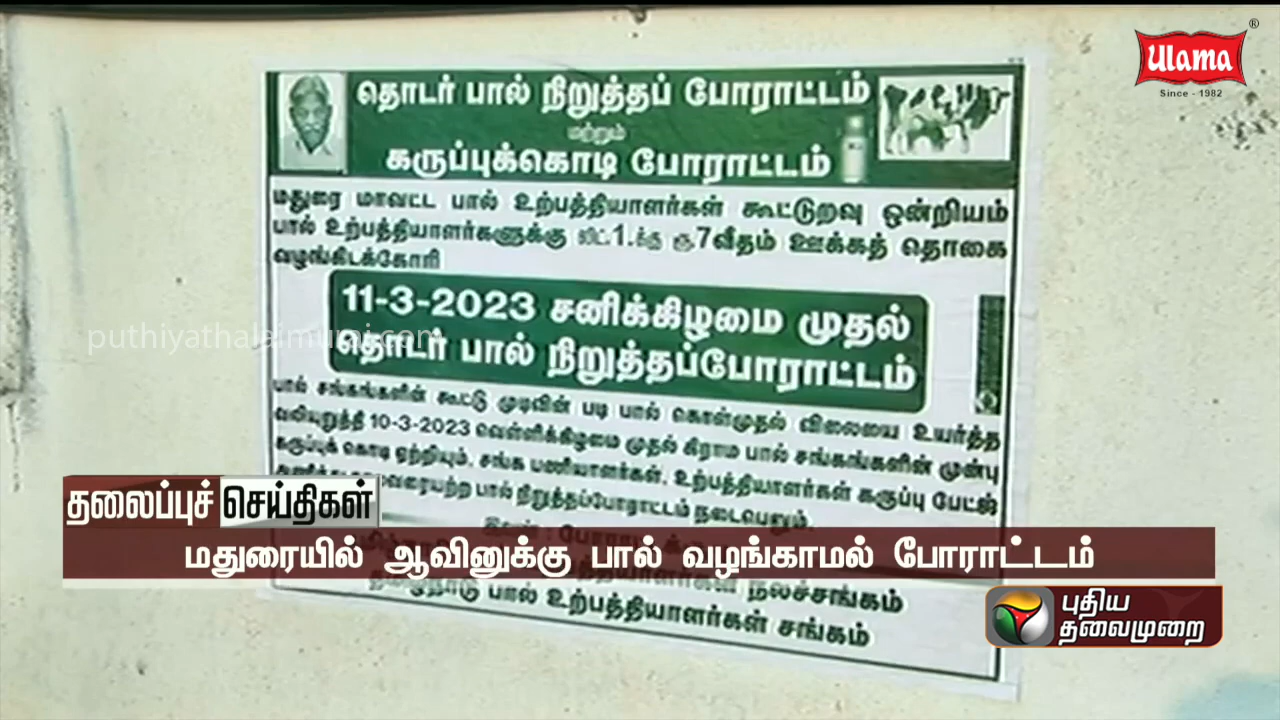 Ulama
®
Since - 1982
தொடர் பால் நிறுத்தப் போராட்டம்
மற்றும்
கருப்புக்கொடி போராட்டம்
மதுரை மாவட்ட பால் உற்பத்தியாளர்கள் கூட்டுறவு ஒன்றியம்
பால் உற்பத்தியாளர்களுக்கு லிட்.1.க்கு ரூ.7வீதம் ஊக்கத் தொகை
வழங்கிடக்கோரி
11-3-2023 சனிக்கிழமை முதல்
தொடர் பால் நிறுத்தப்போராட்டம்
puthiyathalaimurai.com
பால் சங்கங்களின் கூட்டு முடிவின் படி பால் கொள்முதல் விலையை உயர்த்த
வலியுறுத்தி 10-3-2023 வெள்ளிக்கிழமை முதல் கிராம பால் சங்கங்களின் முன்பு
கருப்புக் கொடி ஏற்றியும், சங்க பணியாளர்கள், உற்பத்தியாளர்கள் கருப்பு பேட்ஜ்
பால் நிறுத்தப்போராட்டம் நடைபெறும்.
தலைப்புச் செய்திகள்
மதுரையில் ஆவினுக்கு பால் வழங்காமல் போராட்டம்
நலச்சங்கம்
தமிழ்நாடு பால் உற்பத்தியாளர்கள் சங்கம்
புதிய
தலைமுறை